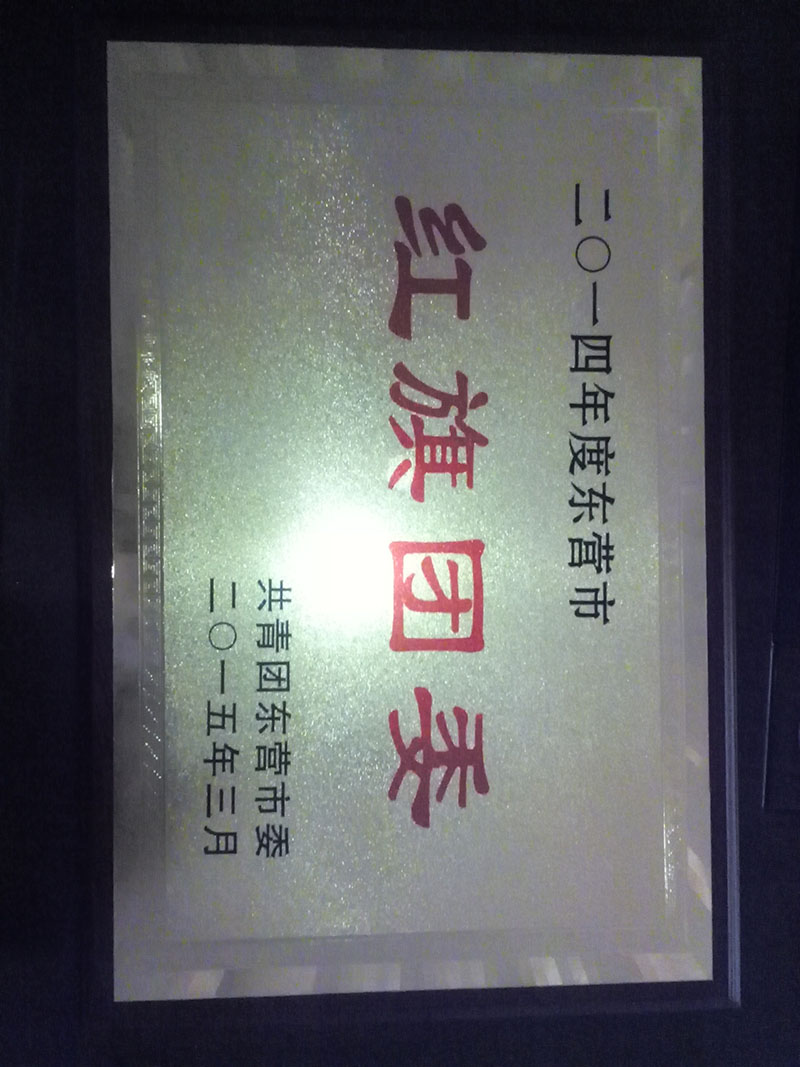 二〇一四年度东营市
红旗团委
共青团东营市委
二〇一五年三月